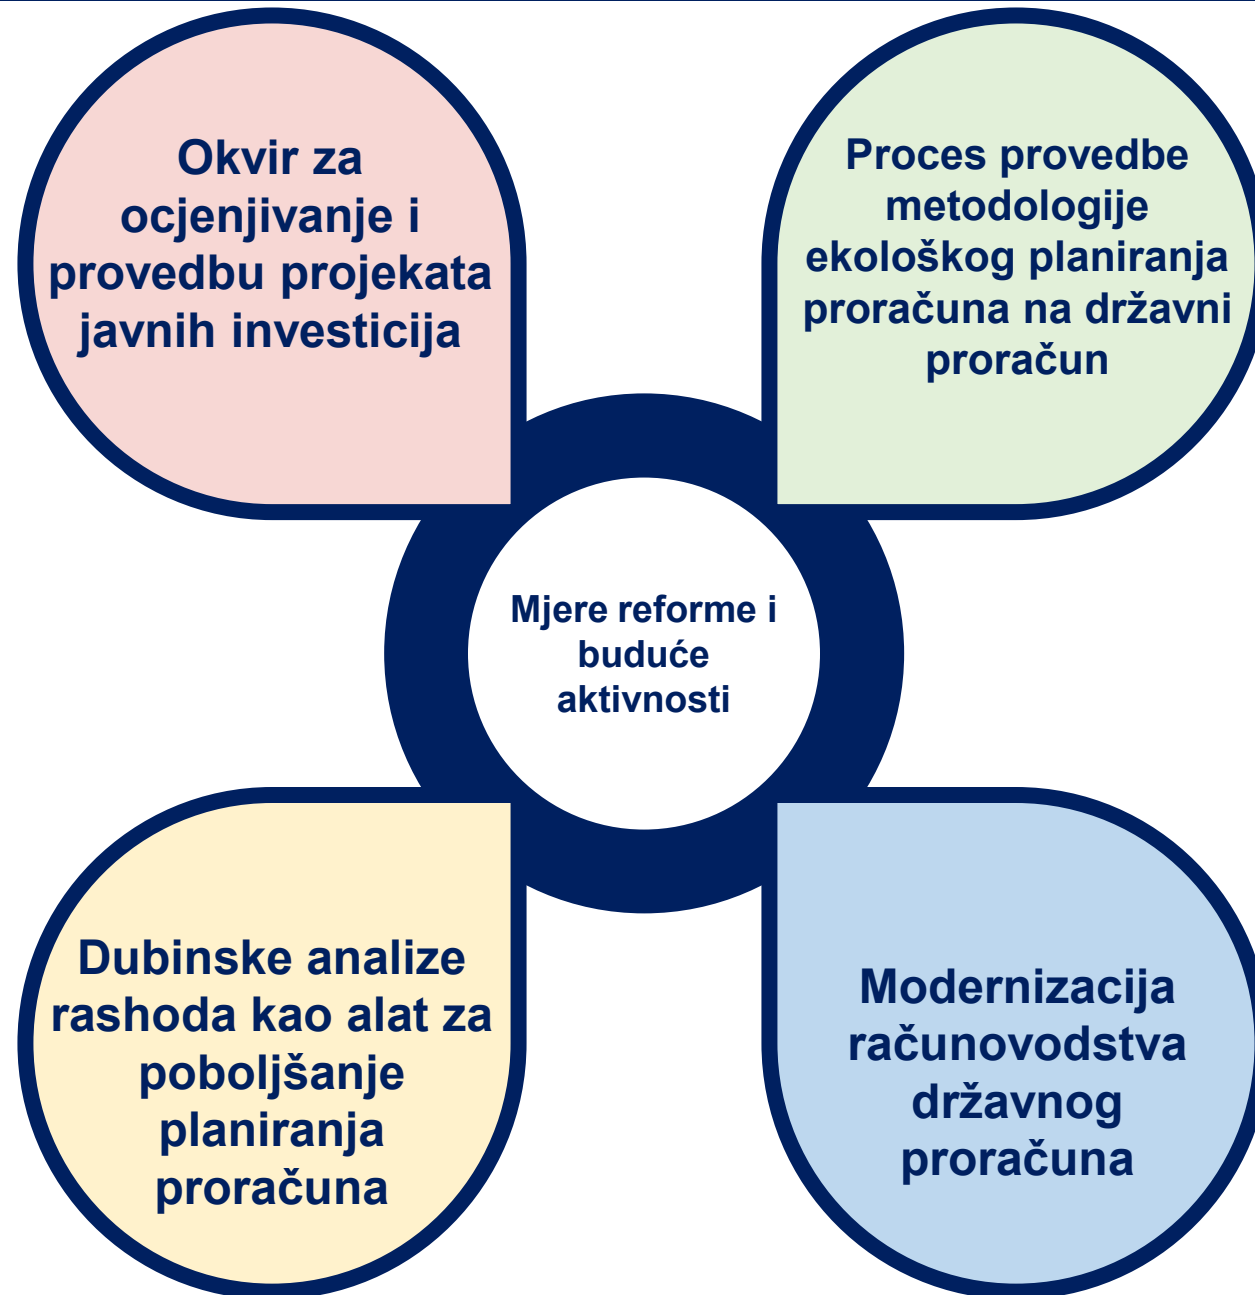 Okvir za
ocjenjivanje i
provedbu projekata
javnih investicija
Proces provedbe
metodologije
ekološkog planiranja
proračuna na državni
proračun
Mjere reforme i
buduće
aktivnosti
Dubinske analize
rashoda kao alat za
poboljšanje
planiranja
proračuna
Modernizacija
računovodstva
državnog
proračuna